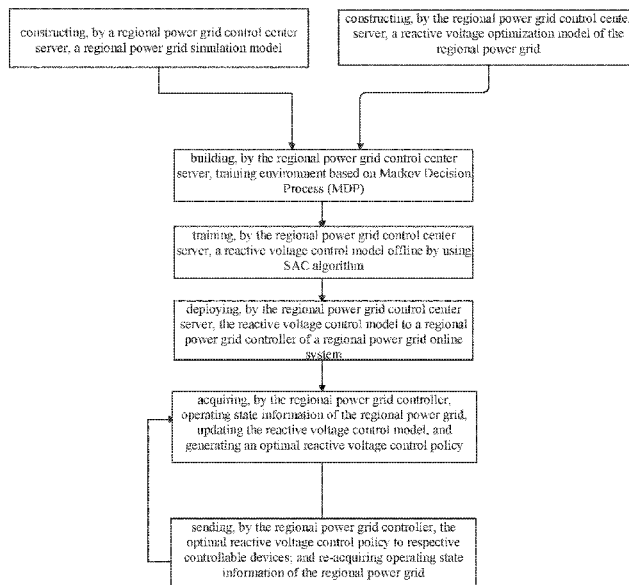 constructing, by a regional power grid control center
server, a regional power grid simulation model
constructing, by the regional power grid control center
server, a reactive voltage optimization model of the
regional power grid
building, by the regional power grid control center
server, training environment based on Markov Decision
Process (MDP)
training, by the regional power grid control center
server, a reactive voltage control model offline by using
SAC algorithm
deploying, by the regional power grid control center
server, the reactive voltage control model to a regional
power grid controller of a regional power grid online
system
acquiring, by the regional power grid controller,
operating state information of the regional power grid,
updating the reactive voltage control model, and
generating an optimal reactive voltage control policy
sending, by the regional power grid controller, the
optimal reactive voltage control policy to respective
controllable devices; and re-acquiring operating state
information of the regional power grid